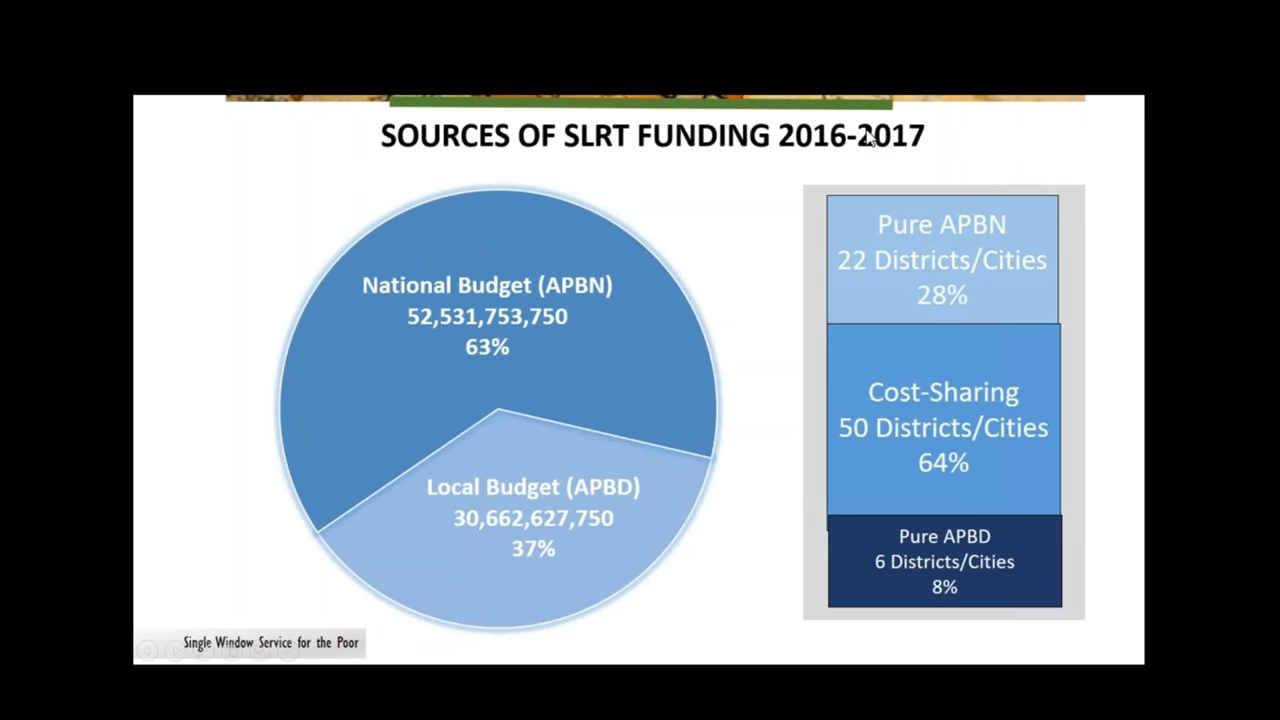 SOURCES OF SLRT FUNDING 2016-2017
National Budget (APBN)
52,531,753,750
63%
Local Budget (APBD)
30,662,627,750
37%
Pure APBN
22 Districts/Cities
28%
Cost-Sharing
50 Districts/Cities
64%
Pure APBD
6 Districts/Cities
8%
Single Window Service for the Poor